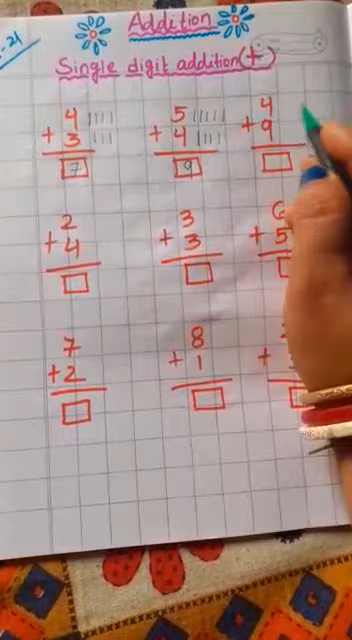 -21
Addition
Single digit addition(+)
4 5 4
+ 3 + 4 + 9
7 9
2 3 6
+ 4 + 3 + 5
7 8
+ 2 + 1 +